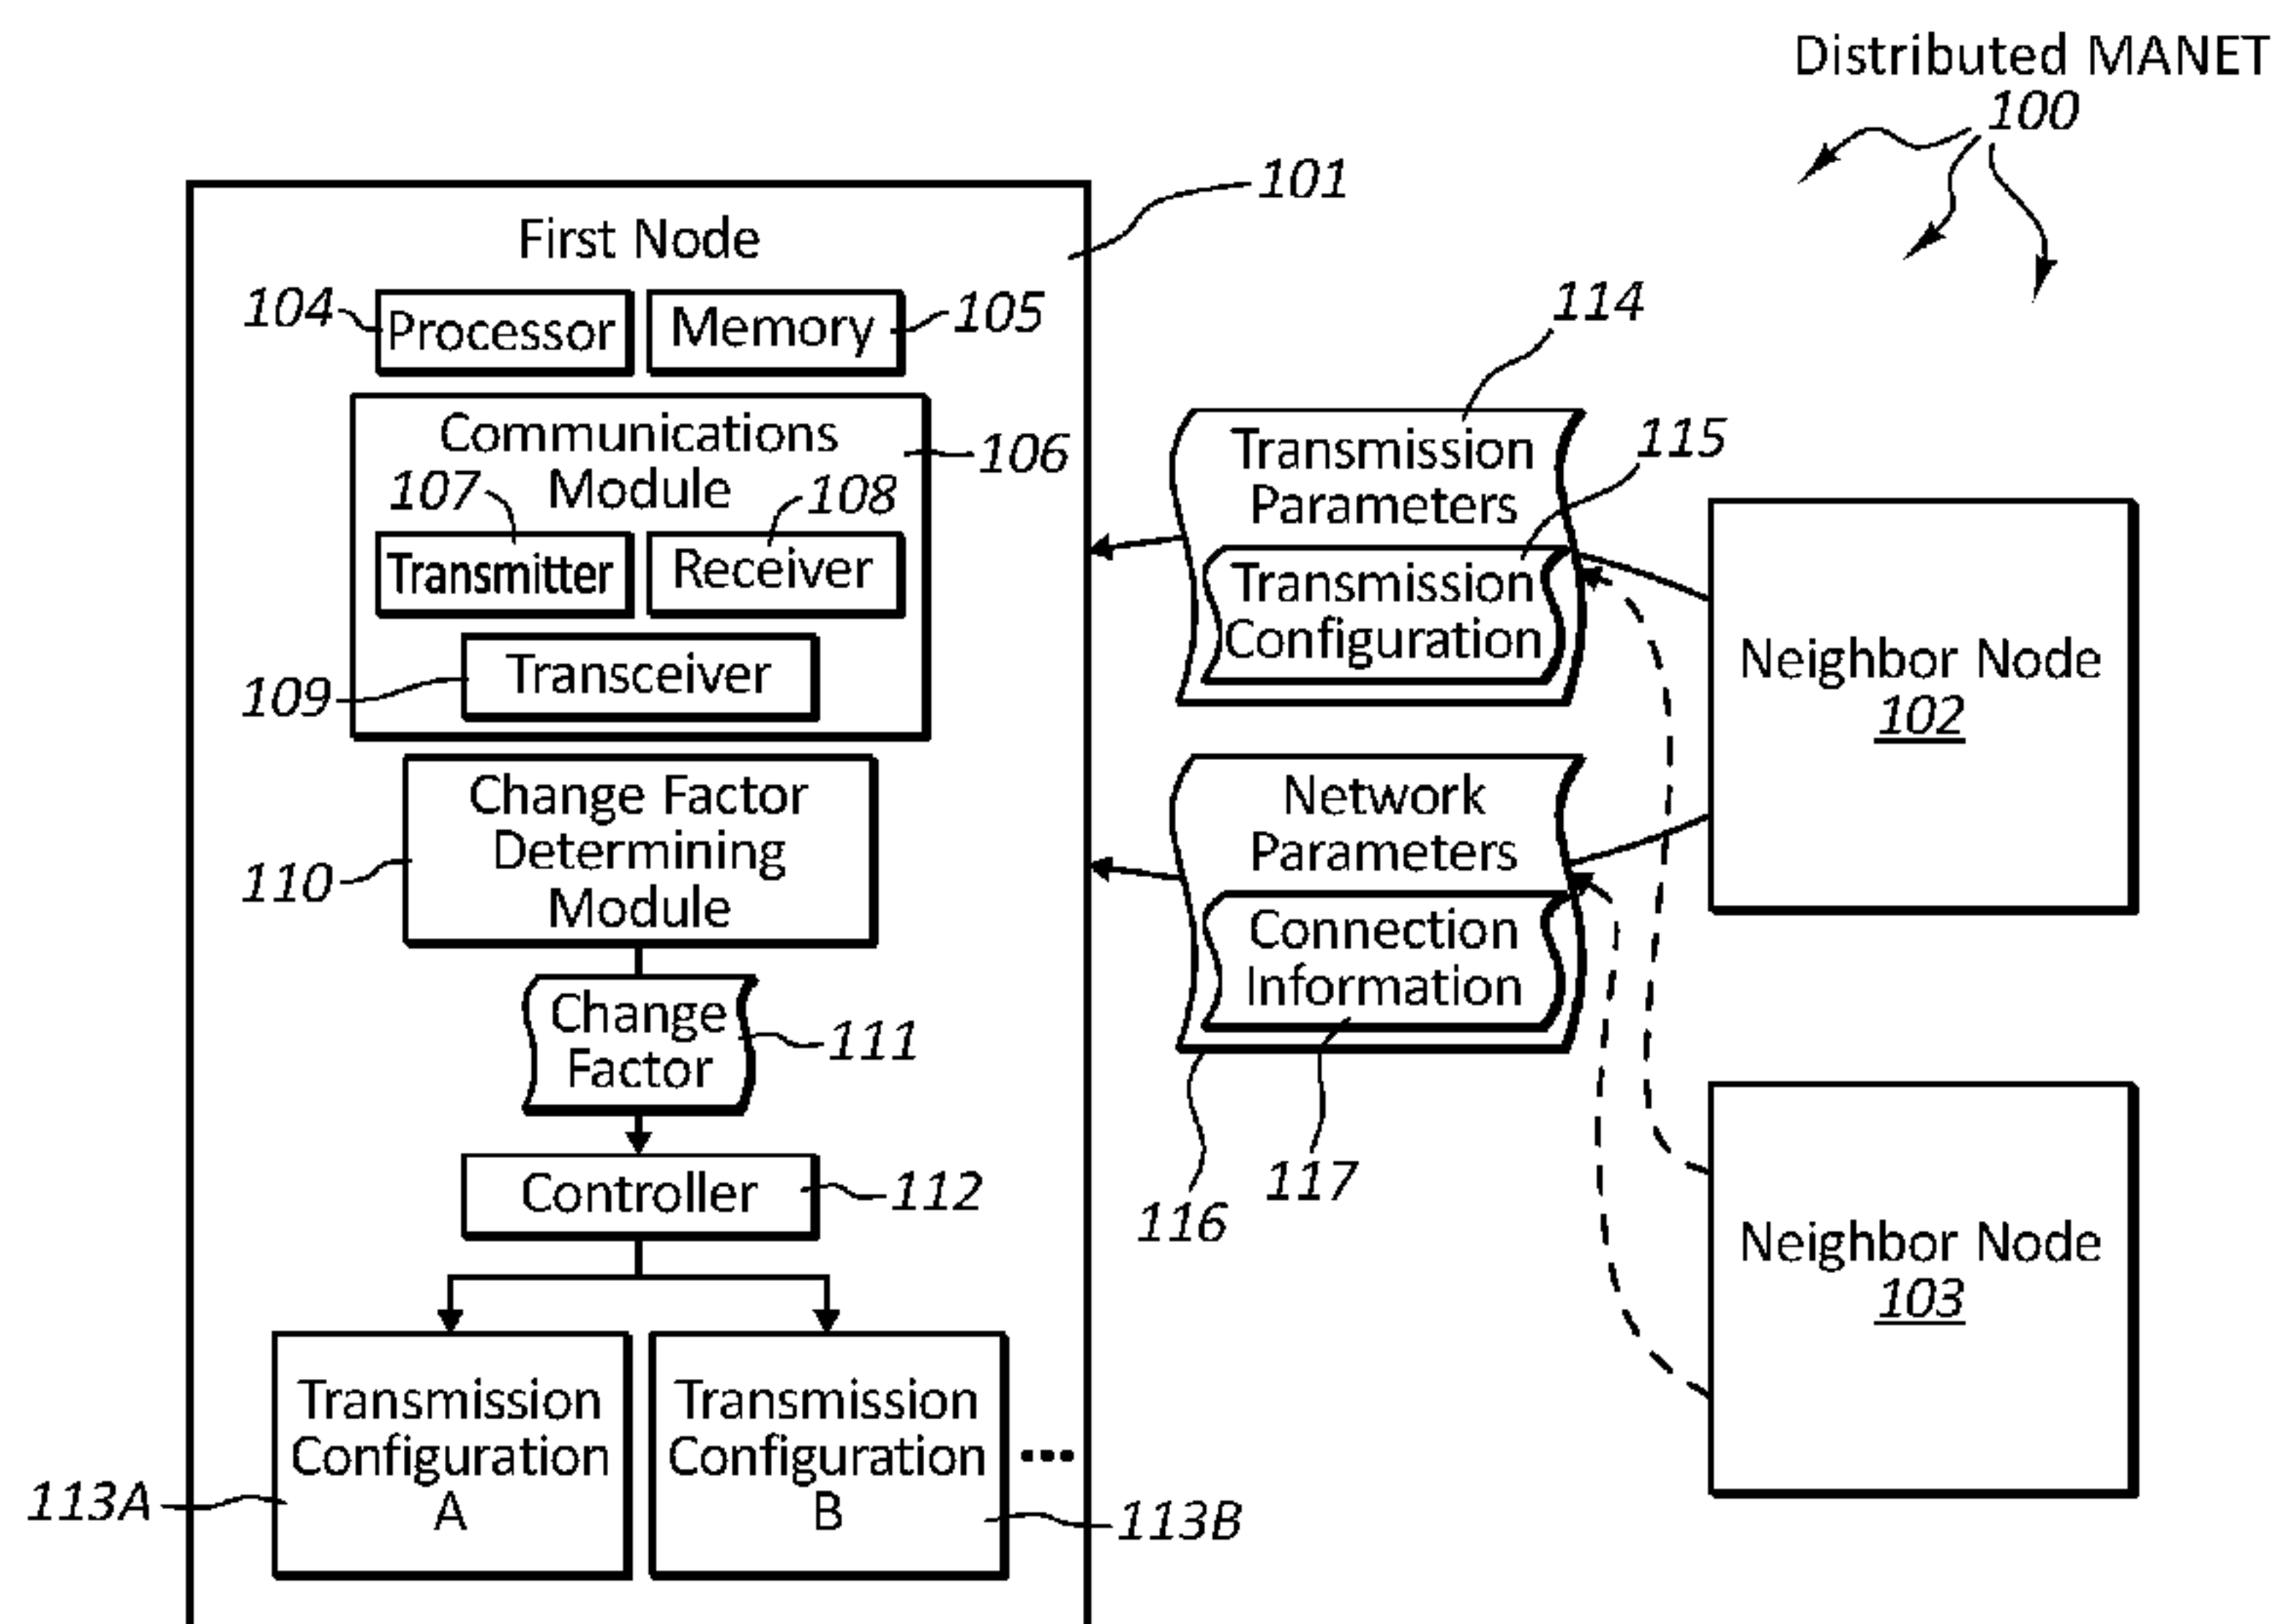 Distributed MANET
100
101
First Node
104
Processor
Memory
105
Communications
Module
106
107
108
Transmitter
Receiver
Transceiver
109
Change Factor
Determining
Module
110
Change
Factor
111
Controller
112
Transmission
Configuration
A
113A
Transmission
Configuration
B
113B
...
114
Transmission
Parameters
115
Transmission
Configuration
Network
Parameters
Connection
Information
116
117
Neighbor Node
102
Neighbor Node
103